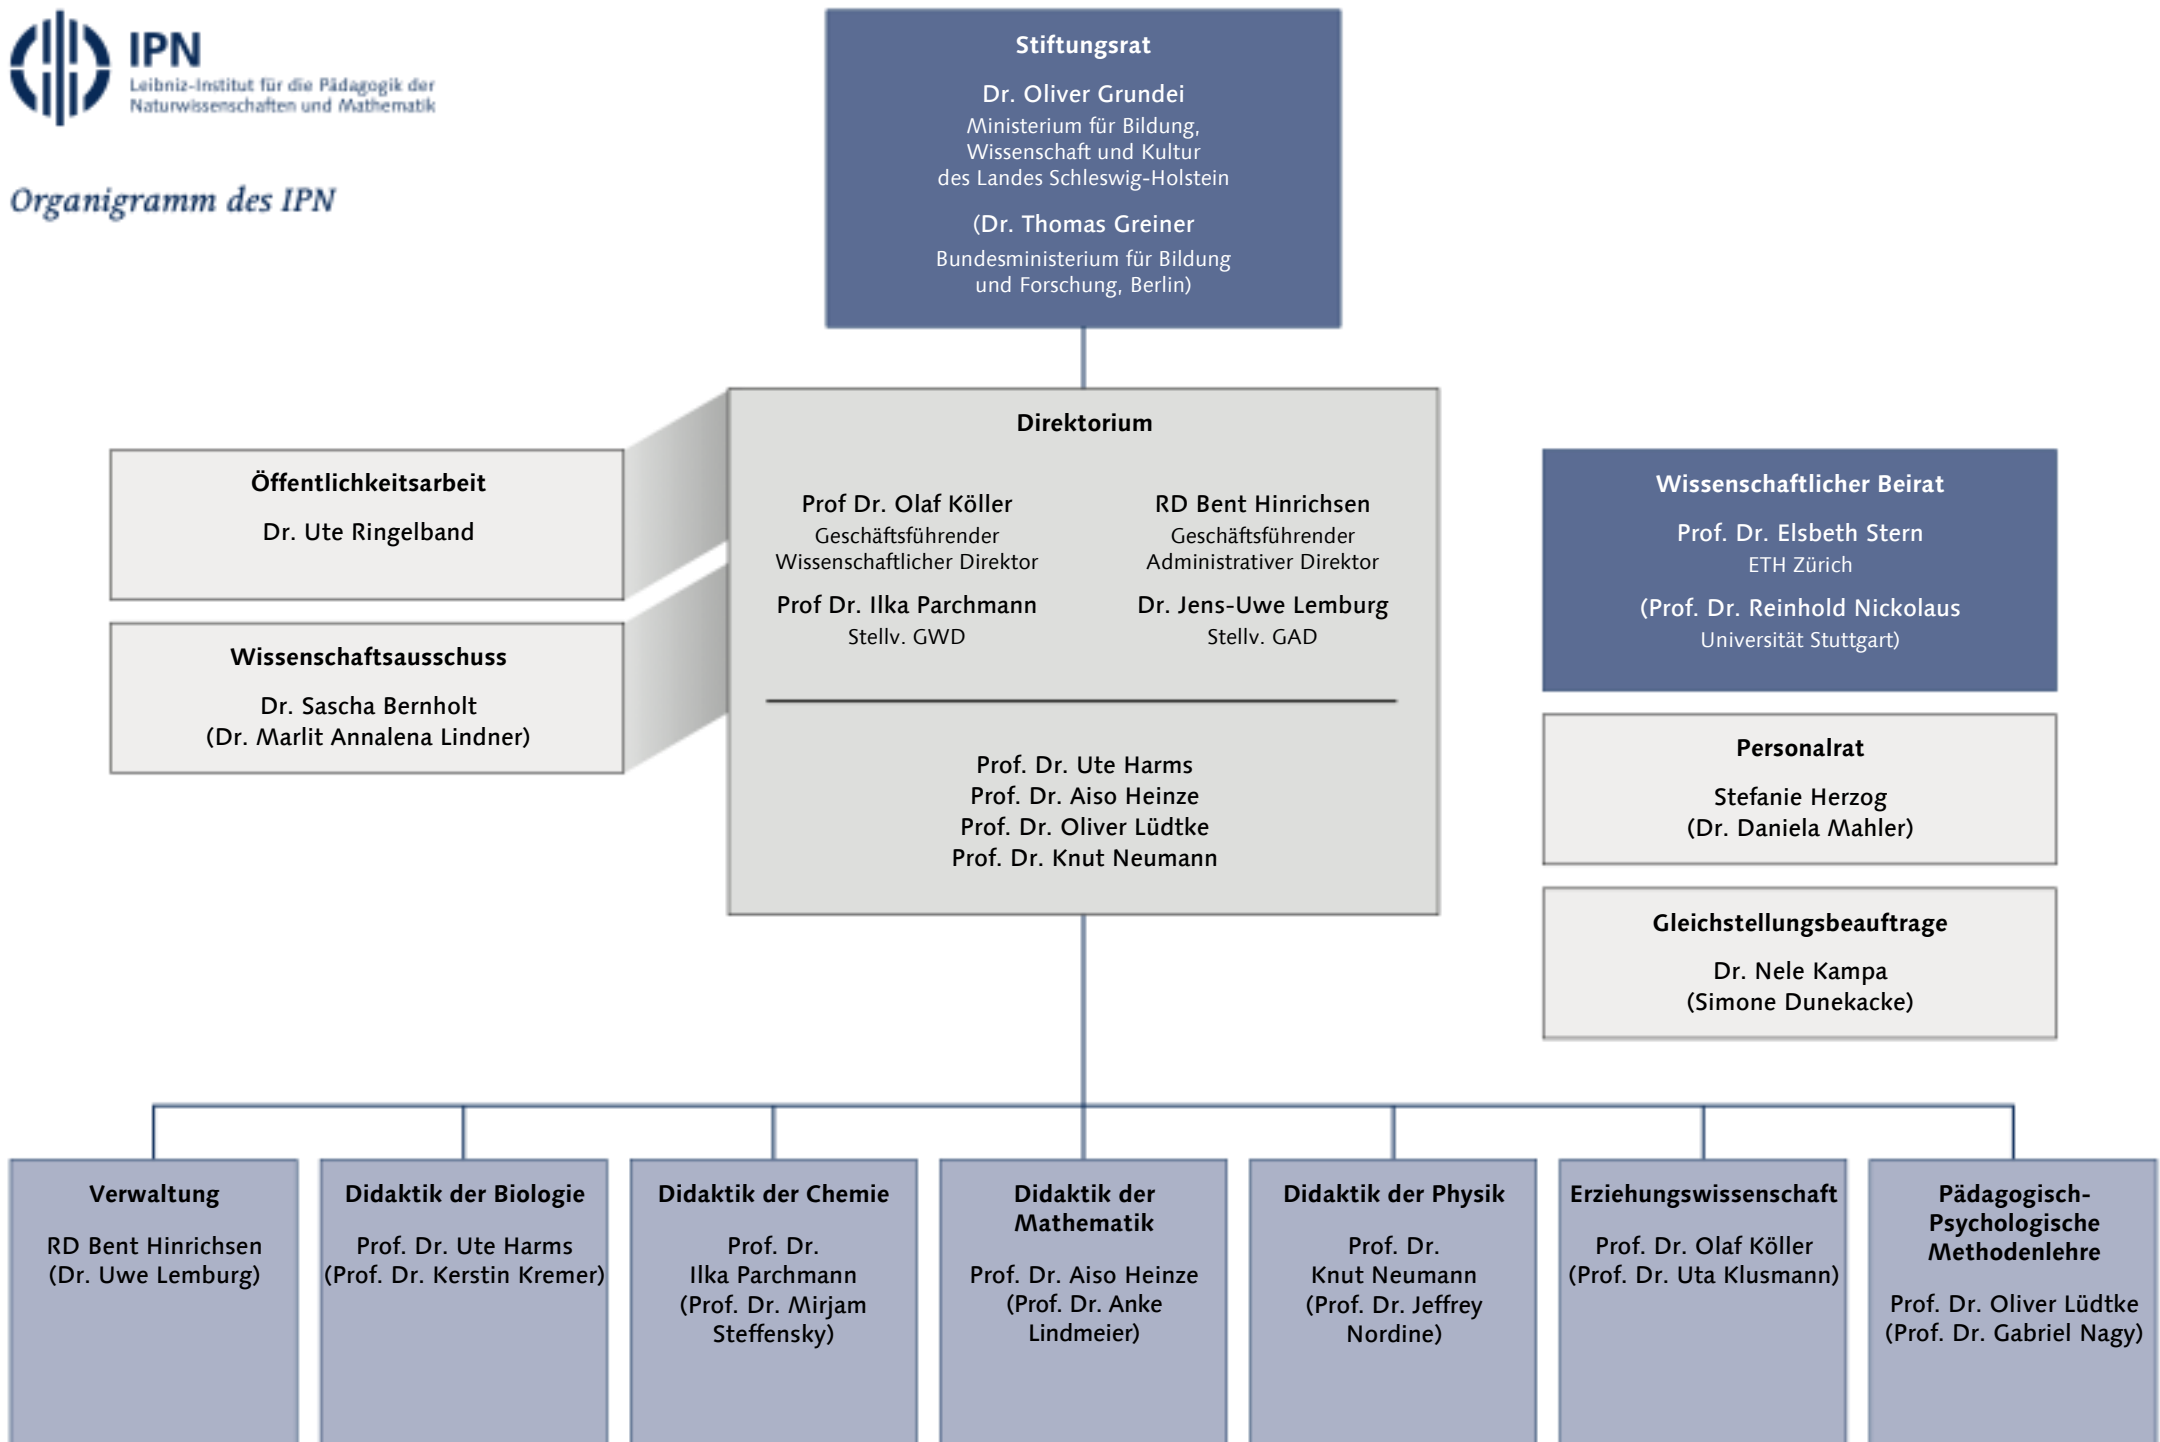 IPN
Leibniz-Institut für die Pädagogik der
Naturwissenschaften und Mathematik
Organigramm des IPN
Stiftungsrat
Dr. Oliver Grundei
Ministerium für Bildung,
Wissenschaft und Kultur
des Landes Schleswig-Holstein
(Dr. Thomas Greiner
Bundesministerium für Bildung
und Forschung, Berlin)
Direktorium
Prof Dr. Olaf Köller
Geschäftsführender
Wissenschaftlicher Direktor
Prof Dr. Ilka Parchmann
Stellv. GWD
RD Bent Hinrichsen
Geschäftsführender
Administrativer Direktor
Dr. Jens-Uwe Lemburg
Stellv. GAD
Prof. Dr. Ute Harms
Prof. Dr. Aiso Heinze
Prof. Dr. Oliver Lüdtke
Prof. Dr. Knut Neumann
Öffentlichkeitsarbeit
Dr. Ute Ringelband
Wissenschaftsausschuss
Dr. Sascha Bernholt
(Dr. Marlit Annalena Lindner)
Wissenschaftlicher Beirat
Prof. Dr. Elsbeth Stern
ETH Zürich
(Prof. Dr. Reinhold Nickolaus
Universität Stuttgart)
Personalrat
Stefanie Herzog
(Dr. Daniela Mahler)
Gleichstellungsbeauftrage
Dr. Nele Kampa
(Simone Dunekacke)
Verwaltung
RD Bent Hinrichsen
(Dr. Uwe Lemburg)
Didaktik der Biologie
Prof. Dr. Ute Harms
(Prof. Dr. Kerstin Kremer)
Didaktik der Chemie
Prof. Dr.
Ilka Parchmann
(Prof. Dr. Mirjam
Steffensky)
Didaktik der
Mathematik
Prof. Dr. Aiso Heinze
(Prof. Dr. Anke
Lindmeier)
Didaktik der Physik
Prof. Dr.
Knut Neumann
(Prof. Dr. Jeffrey
Nordine)
Erziehungswissenschaft
Prof. Dr. Olaf Köller
(Prof. Dr. Uta Klusmann)
Pädagogisch-
Psychologische
Methodenlehre
Prof. Dr. Oliver Lüdtke
(Prof. Dr. Gabriel Nagy)